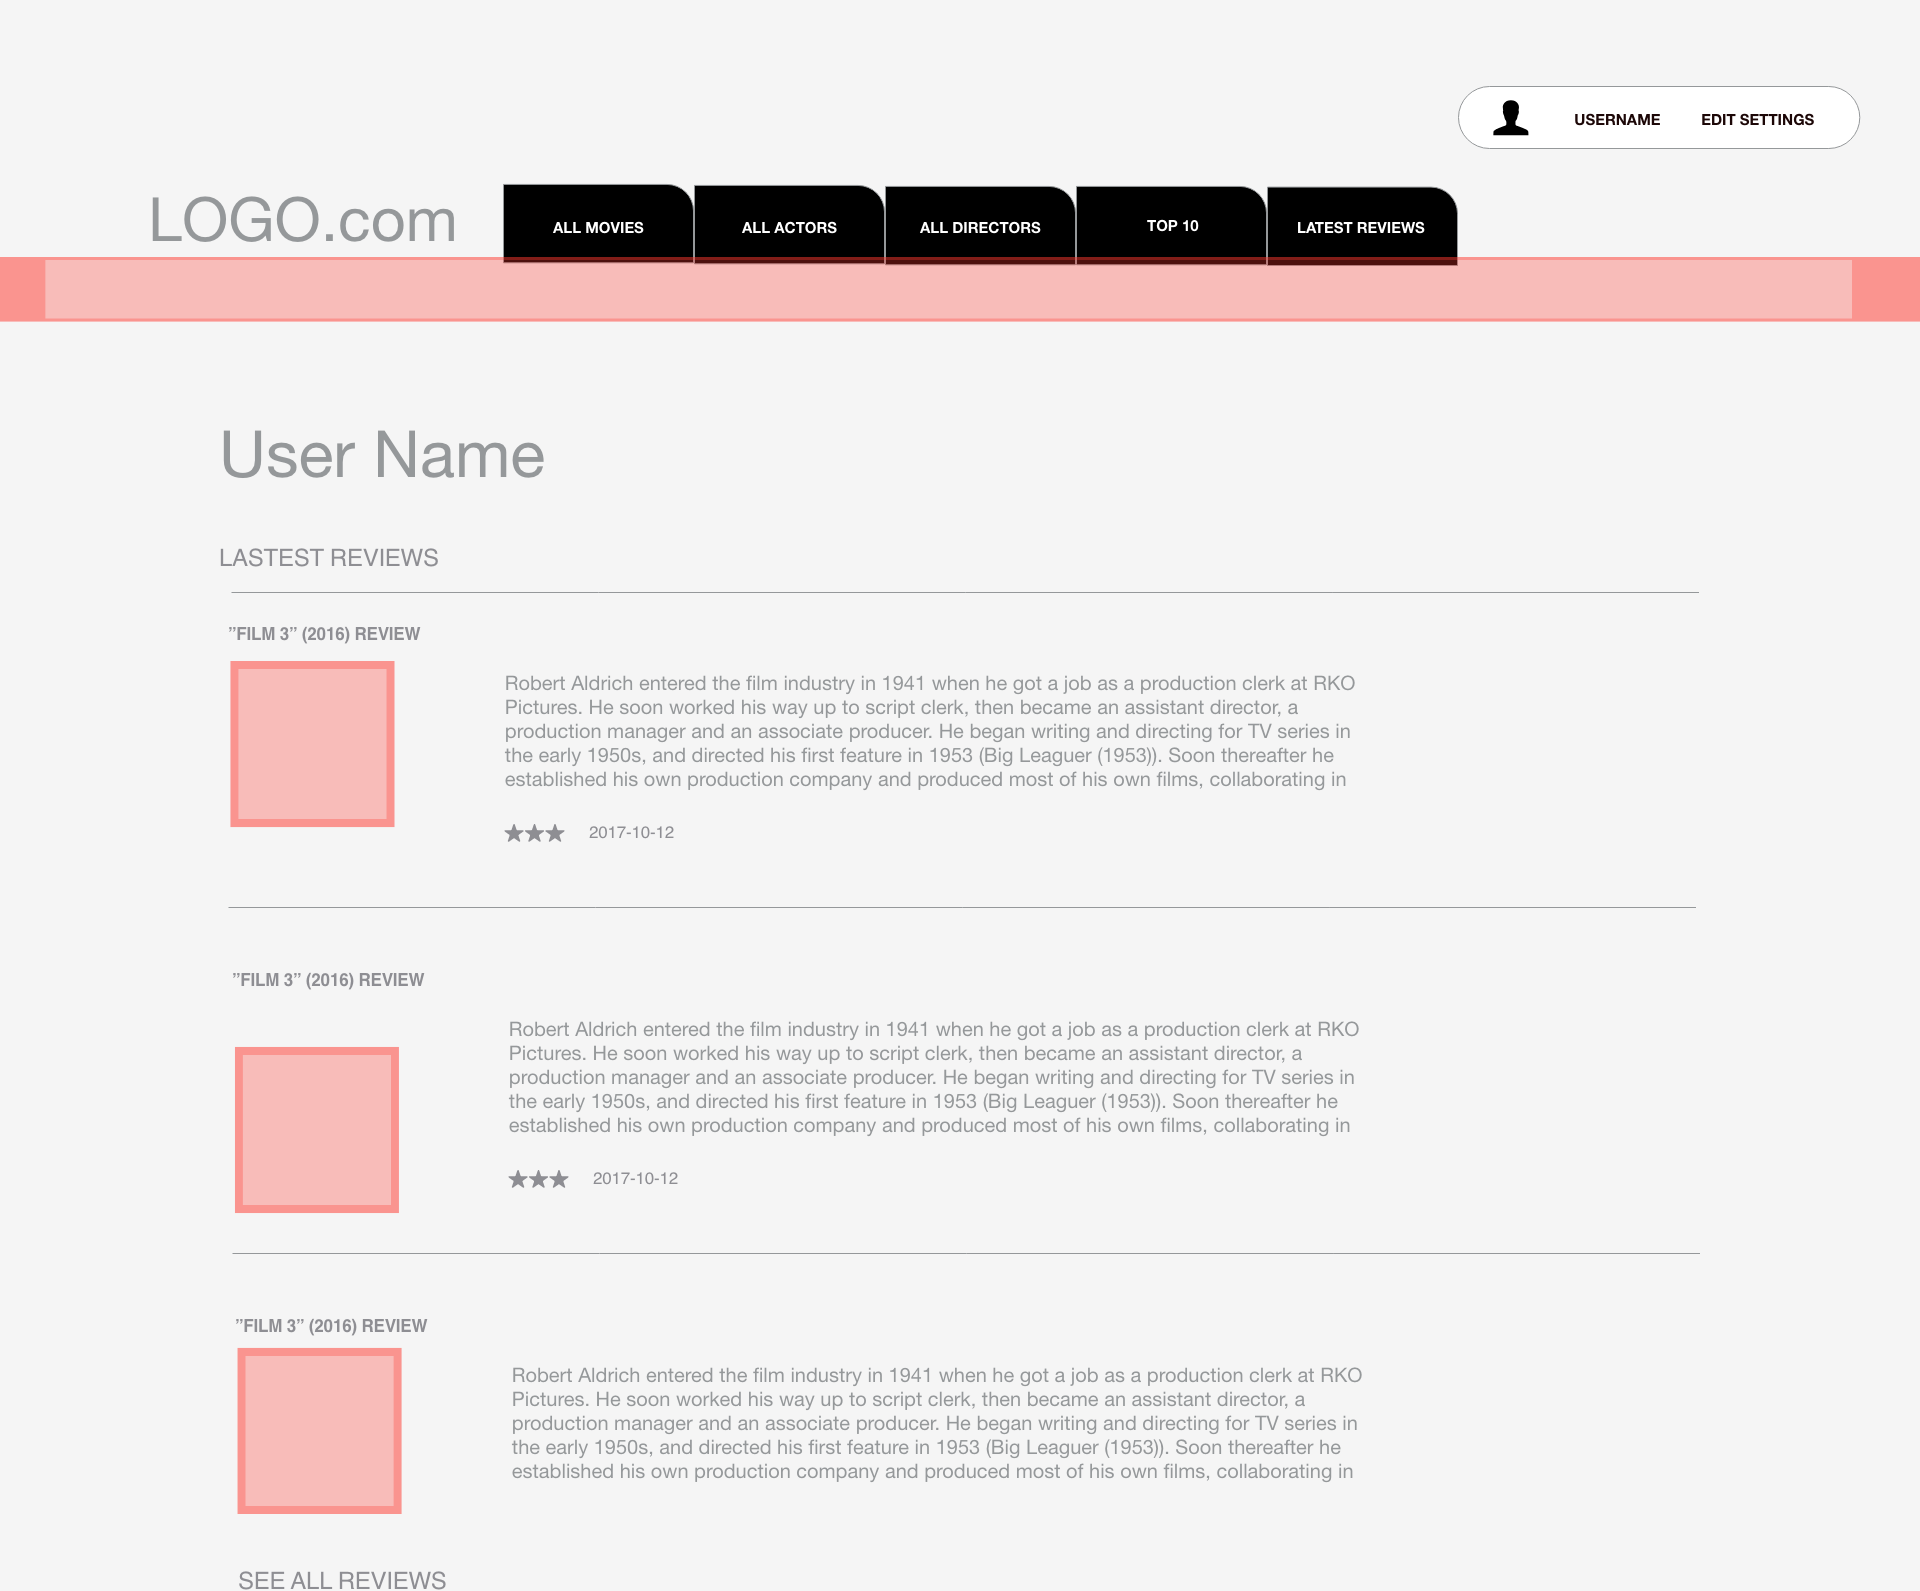 USERNAME EDIT SETTINGS
LOGO.com
ALL MOVIES
ALL ACTORS
ALL DIRECTORS
TOP 10
LATEST REVIEWS
User Name
LASTEST REVIEWS
”FILM 3” (2016) REVIEW
Robert Aldrich entered the film industry in 1941 when he got a job as a production clerk at RKO
Pictures. He soon worked his way up to script clerk, then became an assistant director, a
production manager and an associate producer. He began writing and directing for TV series in
the early 1950s, and directed his first feature in 1953 (Big Leaguer (1953)). Soon thereafter he
established his own production company and produced most of his own films, collaborating in
★★★ 2017-10-12
”FILM 3” (2016) REVIEW
Robert Aldrich entered the film industry in 1941 when he got a job as a production clerk at RKO
Pictures. He soon worked his way up to script clerk, then became an assistant director, a
production manager and an associate producer. He began writing and directing for TV series in
the early 1950s, and directed his first feature in 1953 (Big Leaguer (1953)). Soon thereafter he
established his own production company and produced most of his own films, collaborating in
★★★ 2017-10-12
”FILM 3” (2016) REVIEW
Robert Aldrich entered the film industry in 1941 when he got a job as a production clerk at RKO
Pictures. He soon worked his way up to script clerk, then became an assistant director, a
production manager and an associate producer. He began writing and directing for TV series in
the early 1950s, and directed his first feature in 1953 (Big Leaguer (1953)). Soon thereafter he
established his own production company and produced most of his own films, collaborating in
SEE ALL REVIEWS